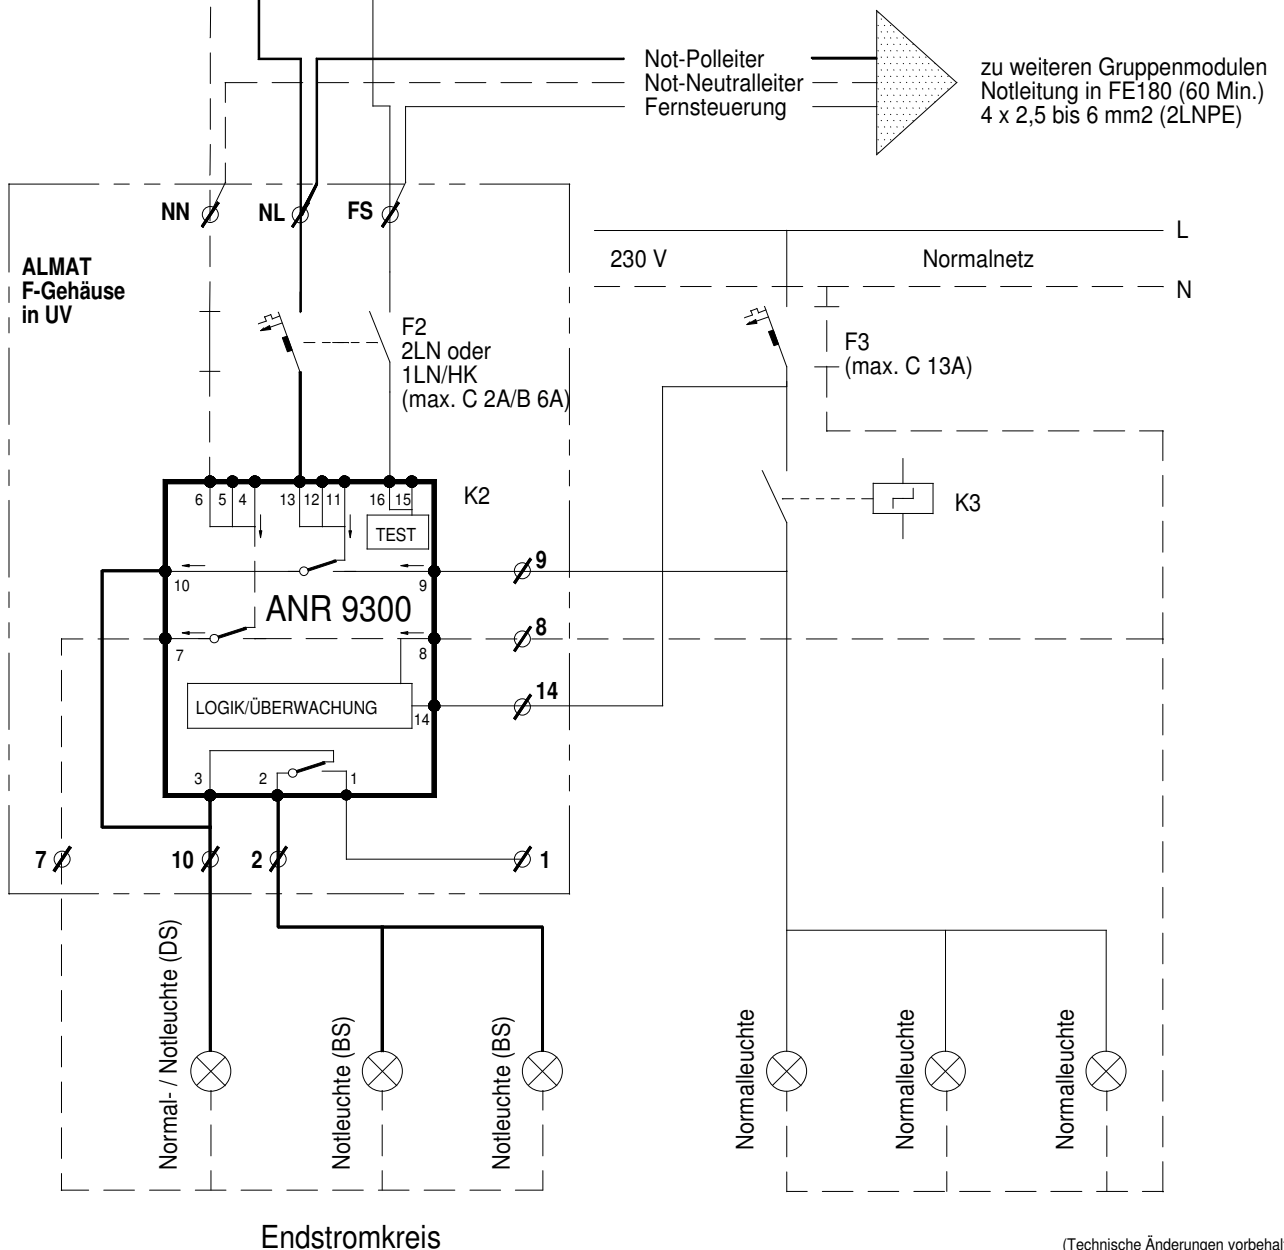 Not-Polleiter
Not-Neutralleiter
Fernsteuerung
zu weiteren Gruppenmodulen
Notleitung in FE180 (60 Min.)
4 x 2,5 bis 6 mm2 (2LNPE)
NN
NL
FS
L
230 V
Normalnetz
N
ALMAT
F-Gehäuse
in UV
F2
2LN oder
1LN/HK
(max. C 2A/B 6A)
F3
(max. C 13A)
6
5
4
13
12
11
16
15
K2
TEST
K3
10
9
9
ANR 9300
7
8
8
LOGIK/ÜBERWACHUNG
14
14
3
2
1
7
10
2
1
Normal- / Notleuchte (DS)
Notleuchte (BS)
Notleuchte (BS)
Normalleuchte
Normalleuchte
Normalleuchte
Endstromkreis
(Technische Änderungen vorbehal